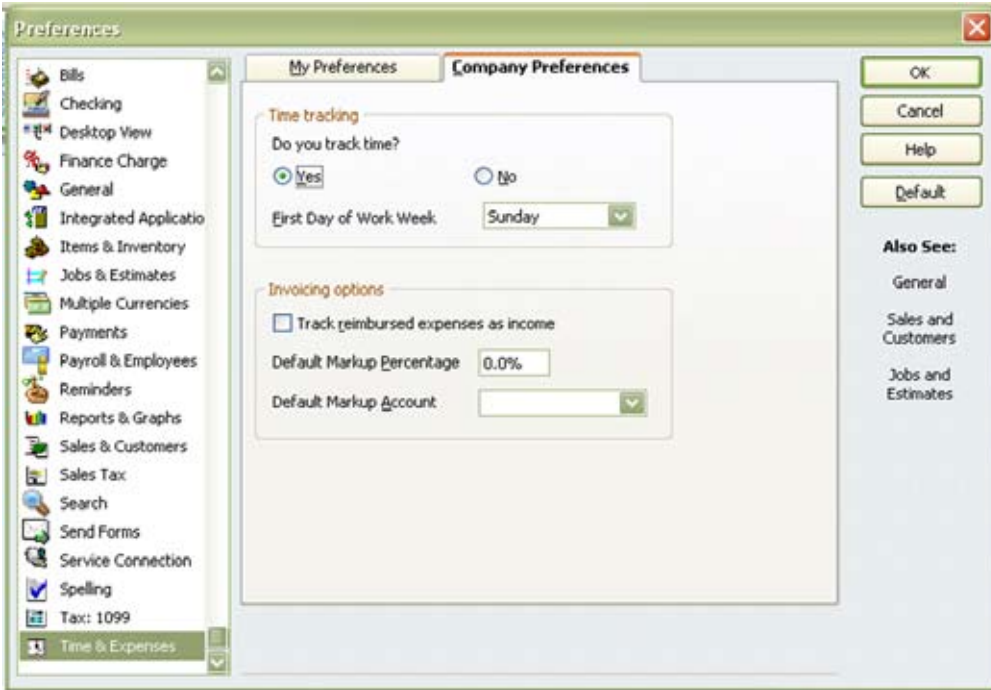 Preferences
Bills
Checking
Desktop View
Finance Charge
General
Integrated Applicatio
Items & Inventory
Jobs & Estimates
Multiple Currencies
Payments
Payroll & Employees
Reminders
Reports & Graphs
Sales & Customers
Sales Tax
Search
Send Forms
Service Connection
Spelling
Tax: 1099
Time & Expenses
My Preferences
Company Preferences
Time tracking
Do you track time?
Yes No
First Day of Work Week Sunday
Invoicing options
Track reimbursed expenses as income
Default Markup Percentage 0.0%
Default Markup Account
OK
Cancel
Help
Default
Also See:
General
Sales and
Customers
Jobs and
Estimates